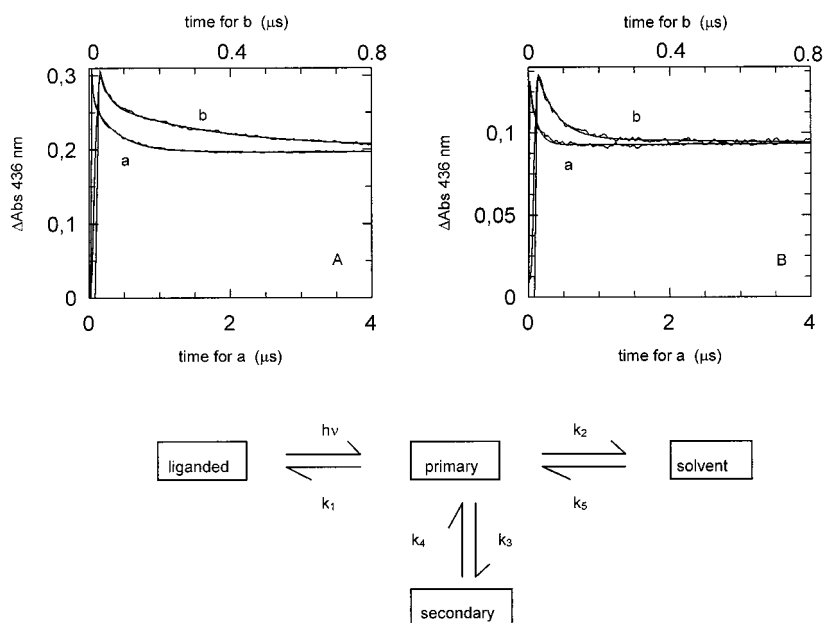 time for b (μs)
0 0.4 0.8
0,3
0,2
0,1
0
ΔAbs 436 nm
b
a
A
0 2 4
time for a (μs)
time for b (μs)
0 0.4 0.8
0,1
0,05
0
ΔAbs 436 nm
b
a
B
0 2 4
time for a (μs)
liganded
hν
k1
primary
k2
k5
solvent
k4
k3
secondary